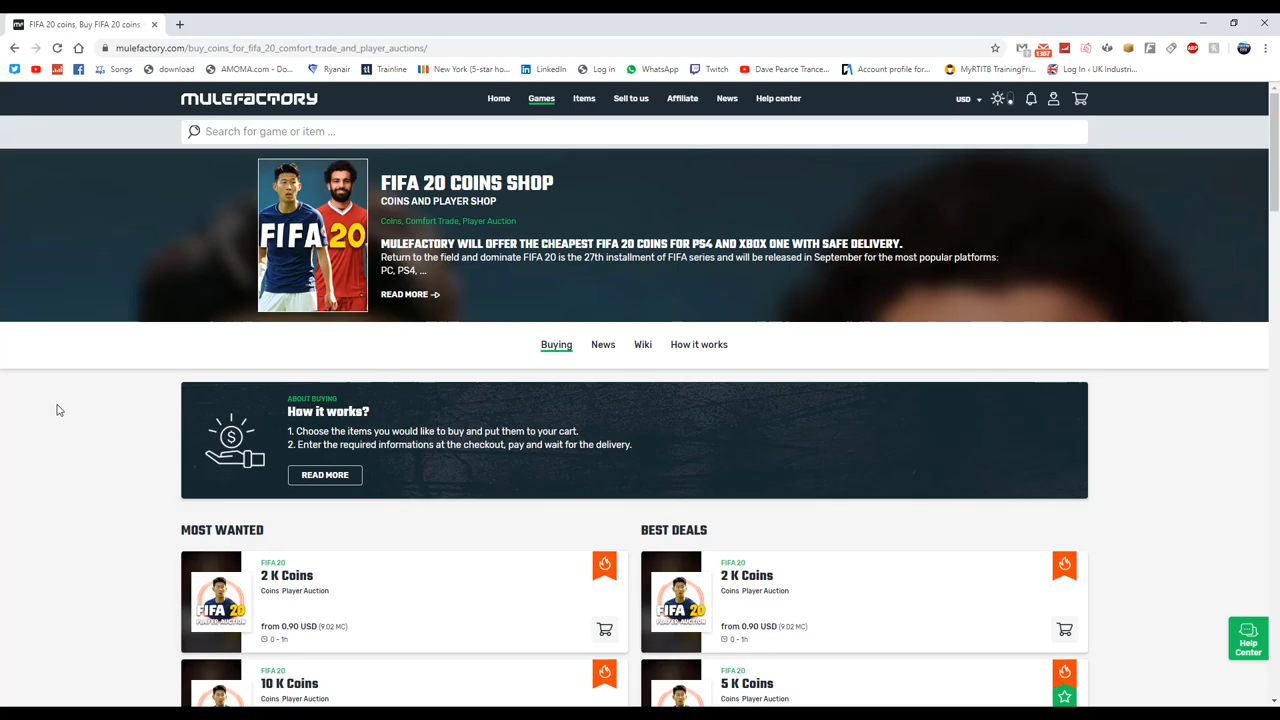 FIFA 20 coins, Buy FIFA 20 coins,
mulefactory.com/buy_coins_for_fifa_20_comfort_trade_and_player_auctions/
1307
ABP
Songs
download
AMOMA.com - Do...
Ryanair
Trainline
New York (5-star ho...
LinkedIn
Log in
WhatsApp
Twitch
Dave Pearce Trance...
Account profile for...
MyRTITB TrainingFri...
Log In ‹ UK Industri...
MULEFACTORY
Home
Games
Items
Sell to us
Affiliate
News
Help center
USD
Search for game or item ...
FIFA 20
FIFA 20 COINS SHOP
COINS AND PLAYER SHOP
Coins, Comfort Trade, Player Auction
MULEFACTORY WILL OFFER THE CHEAPEST FIFA 20 COINS FOR PS4 AND XBOX ONE WITH SAFE DELIVERY.
Return to the field and dominate FIFA 20 is the 27th installment of FIFA series and will be released in September for the most popular platforms:
PC, PS4, ...
READ MORE
Buying
News
Wiki
How it works
ABOUT BUYING
How it works?
1. Choose the items you would like to buy and put them to your cart.
2. Enter the required informations at the checkout, pay and wait for the delivery.
READ MORE
MOST WANTED
FIFA 20
2 K Coins
Coins Player Auction
FIFA 20
PLAYER AUCTION
from 0.90 USD (9.02 MC)
0 - 1h
FIFA 20
10 K Coins
Coins Player Auction
BEST DEALS
FIFA 20
2 K Coins
Coins Player Auction
FIFA 20
PLAYER AUCTION
from 0.90 USD (9.02 MC)
0 - 1h
FIFA 20
5 K Coins
Coins Player Auction
Help
Center